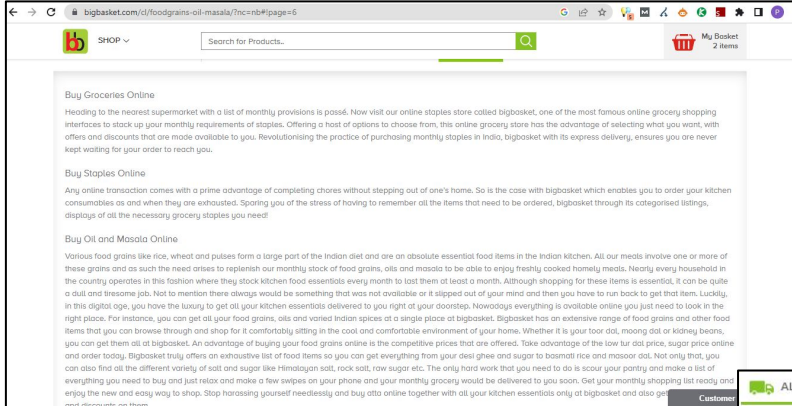 bigbasket.com/cl/foodgrains-oil-masala/?nc=nb#!page=6
bb
SHOP
Search for Products..
My Basket
2 items
Buy Groceries Online
Heading to the nearest supermarket with a list of monthly provisions is passé. Now visit our online staples store called bigbasket, one of the most famous online grocery shopping
interfaces to stack up your monthly requirements of staples. Offering a host of options to choose from, this online grocery store has the advantage of selecting what you want, with
offers and discounts that are made available to you. Revolutionising the practice of purchasing monthly staples in India, bigbasket with its express delivery, ensures you are never
kept waiting for your order to reach you.
Buy Staples Online
Any online transaction comes with a prime advantage of completing chores without stepping out of one's home. So is the case with bigbasket which enables you to order your kitchen
consumables as and when they are exhausted. Sparing you of the stress of having to remember all the items that need to be ordered, bigbasket through its categorised listings,
displays of all the necessary grocery staples you need!
Buy Oil and Masala Online
Various food grains like rice, wheat and pulses form a large part of the Indian diet and are an absolute essential food items in the Indian kitchen. All our meals involve one or more of
these grains and as such the need arises to replenish our monthly stock of food grains, oils and masala to be able to enjoy freshly cooked homely meals. Nearly every household in
the country operates in this fashion where they stock kitchen food essentials every month to last them at least a month. Although shopping for these items is essential, it can be quite
a dull and tiresome job. Not to mention there always would be something that was not available or it slipped out of your mind and then you have to run back to get that item. Luckily,
in this digital age, you have the luxury to get all your kitchen essentials delivered to you right at your doorstep. Nowadays everything is available online you just need to look in the
right place. For instance, you can get all your food grains, oils and varied Indian spices at a single place at bigbasket. Bigbasket has an extensive range of food grains and other food
items that you can browse through and shop for it comfortably sitting in the cool and comfortable environment of your home. Whether it is your toor dal, moong dal or kidney beans,
you can get them all at bigbasket. An advantage of buying your food grains online is the competitive prices that are offered. Take advantage of the low tur dal price, sugar price online
and order today. Bigbasket truly offers an exhaustive list of food items so you can get everything from your desi ghee and sugar to basmati rice and masoor dal. Not only that, you
can also find all the different variety of salt and sugar like Himalayan salt, rock salt, raw sugar etc. The only hard work that you need to do is scour your pantry and make a list of
everything you need to buy and just relax and make a few swipes on your phone and your monthly grocery would be delivered to you soon. Get your monthly shopping list ready and
enjoy the new and easy way to shop. Stop harassing yourself needlessly and buy atta online together with all your kitchen essentials only at bigbasket and also get
and discounts on them
Customer
AL